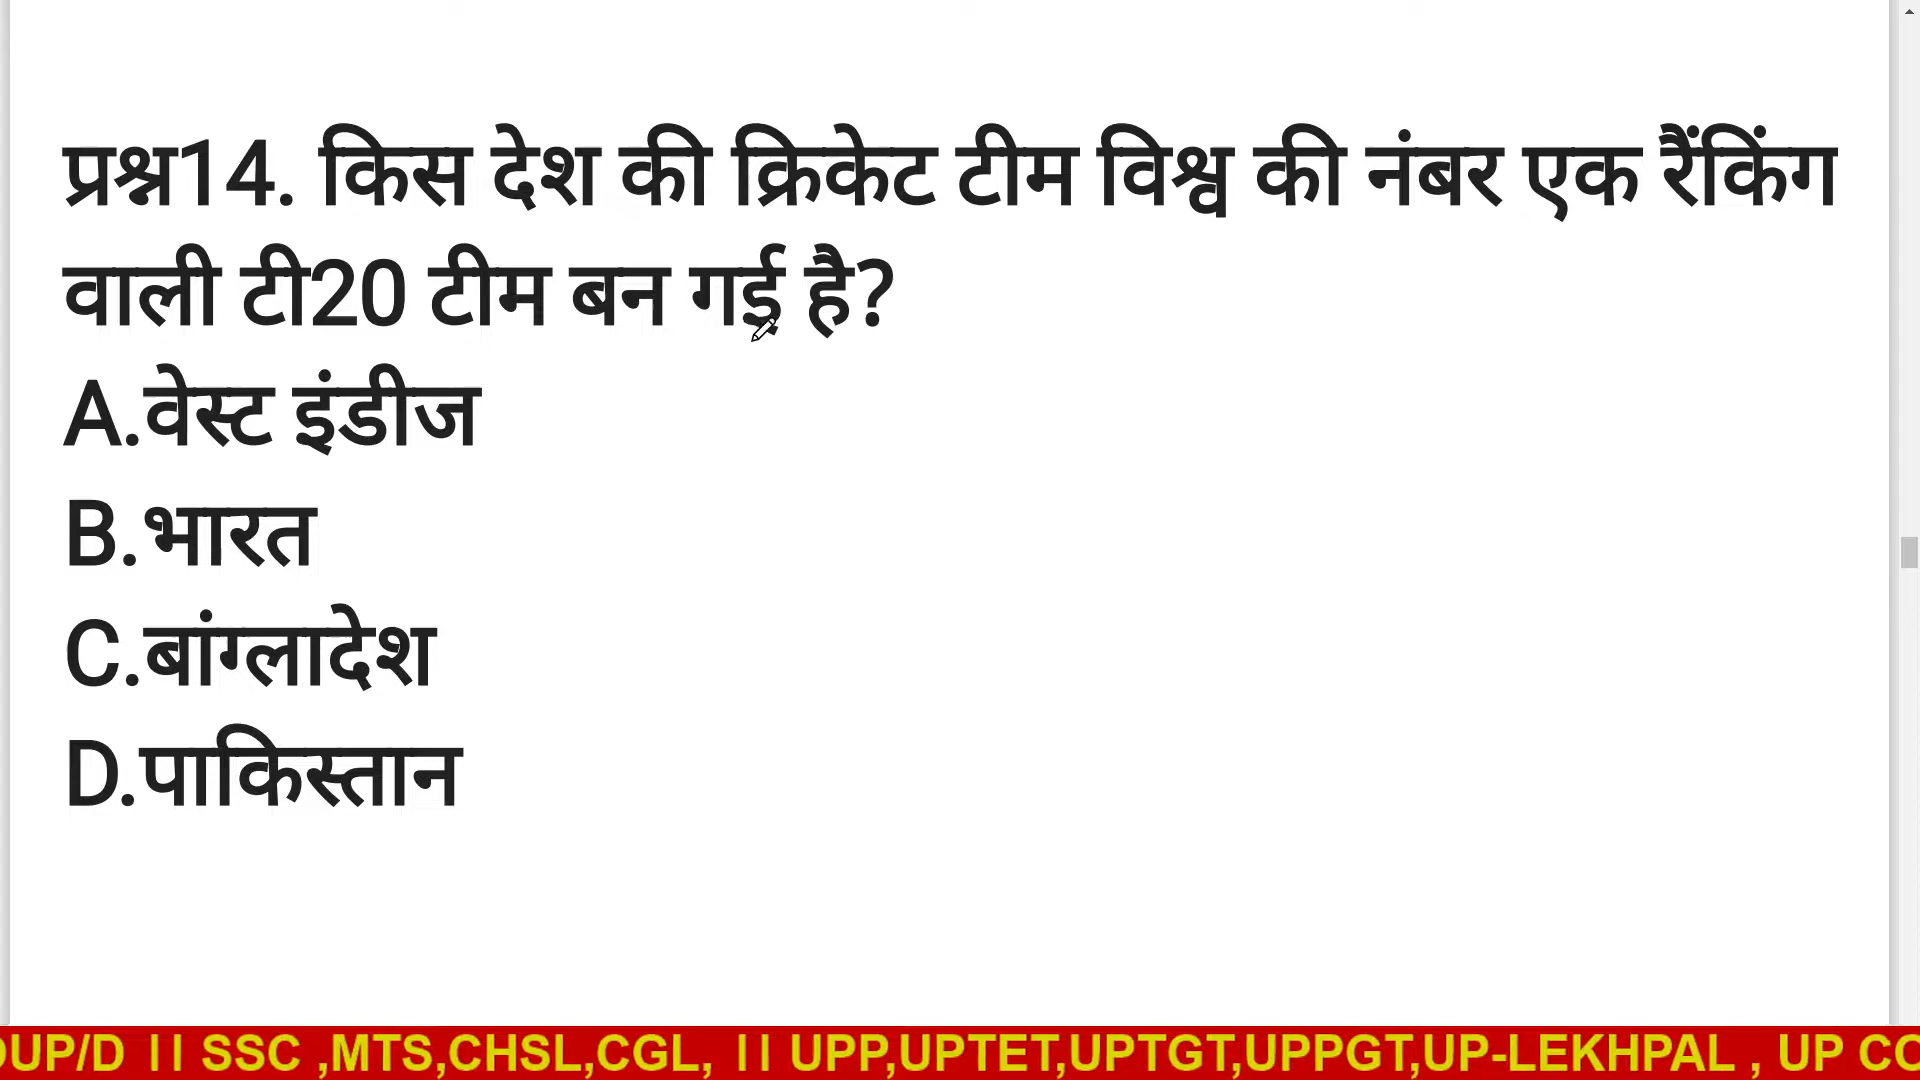 प्रश्न14. किस देश की क्रिकेट टीम विश्व की नंबर एक रैंकिंग
वाली टी20 टीम बन गई है?
A.वेस्ट इंडीज
B.भारत
C.बांग्लादेश
D.पाकिस्तान
OUP/D II SSC ,MTS,CHSL,CGL, II UPP,UPTET,UPTGT,UPPGT,UP-LEKHPAL , UP CO